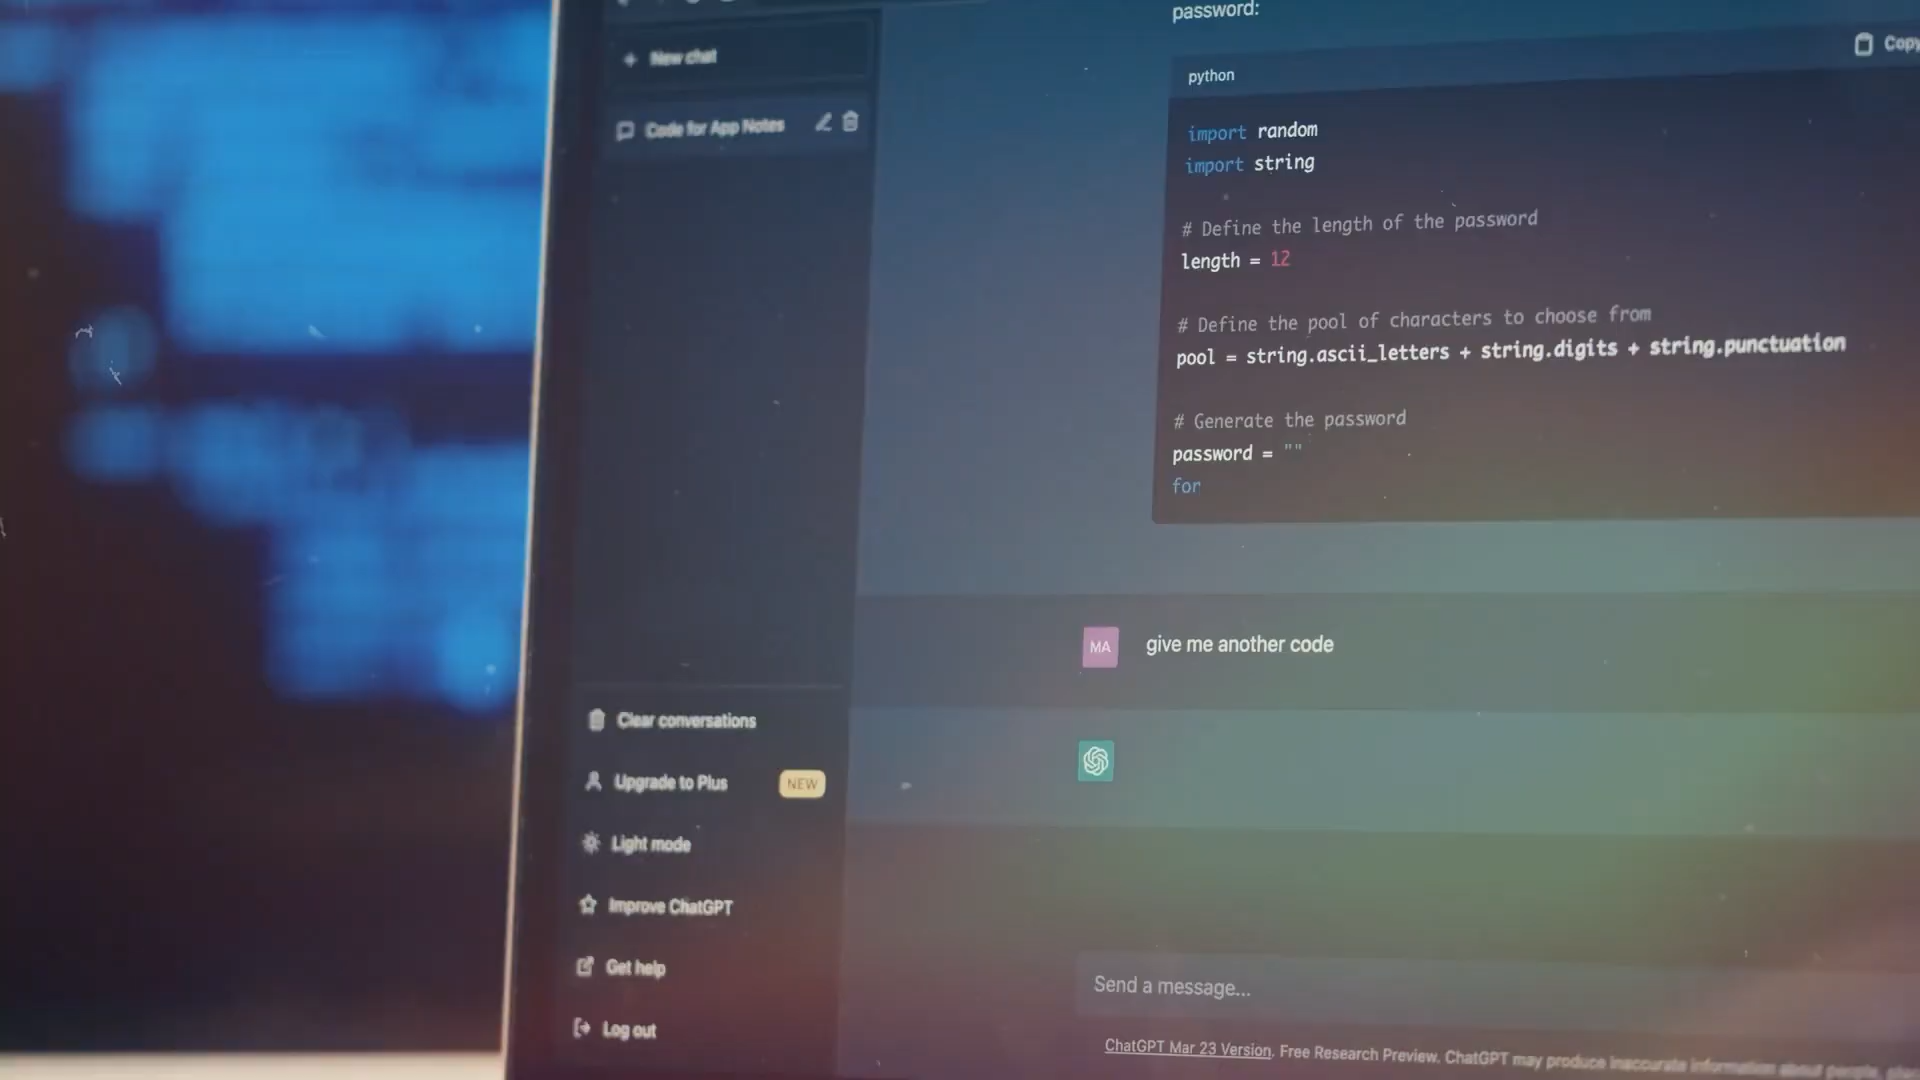 New chat
Code for App Notes
Clear conversations
Upgrade to Plus
NEW
Light mode
Improve ChatGPT
Get help
Log out
password:
python
Copy
import random
import string
# Define the length of the password
length = 12
# Define the pool of characters to choose from
pool = string.ascii_letters + string.digits + string.punctuation
# Generate the password
password = ""
for
MA
give me another code
Send a message...
ChatGPT Mar 23 Version. Free Research Preview. ChatGPT may produce inaccurate information about people,